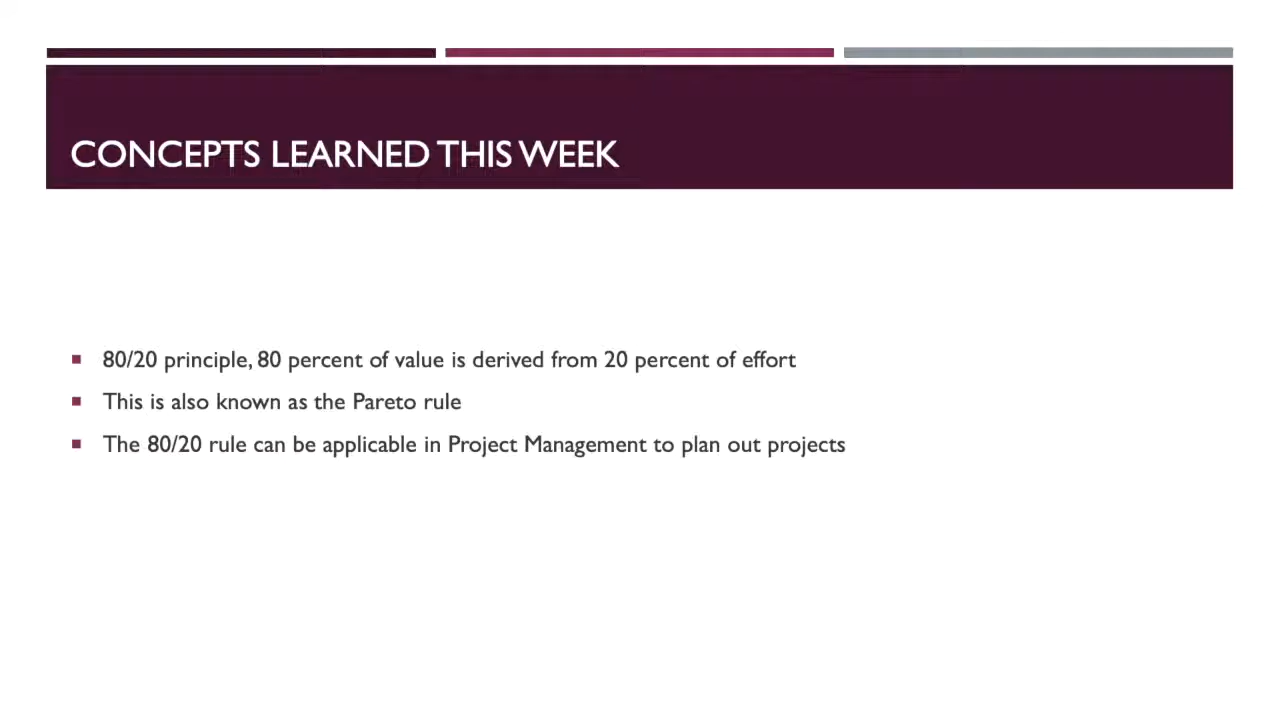 CONCEPTS LEARNED THIS WEEK
80/20 principle, 80 percent of value is derived from 20 percent of effort
This is also known as the Pareto rule
The 80/20 rule can be applicable in Project Management to plan out projects